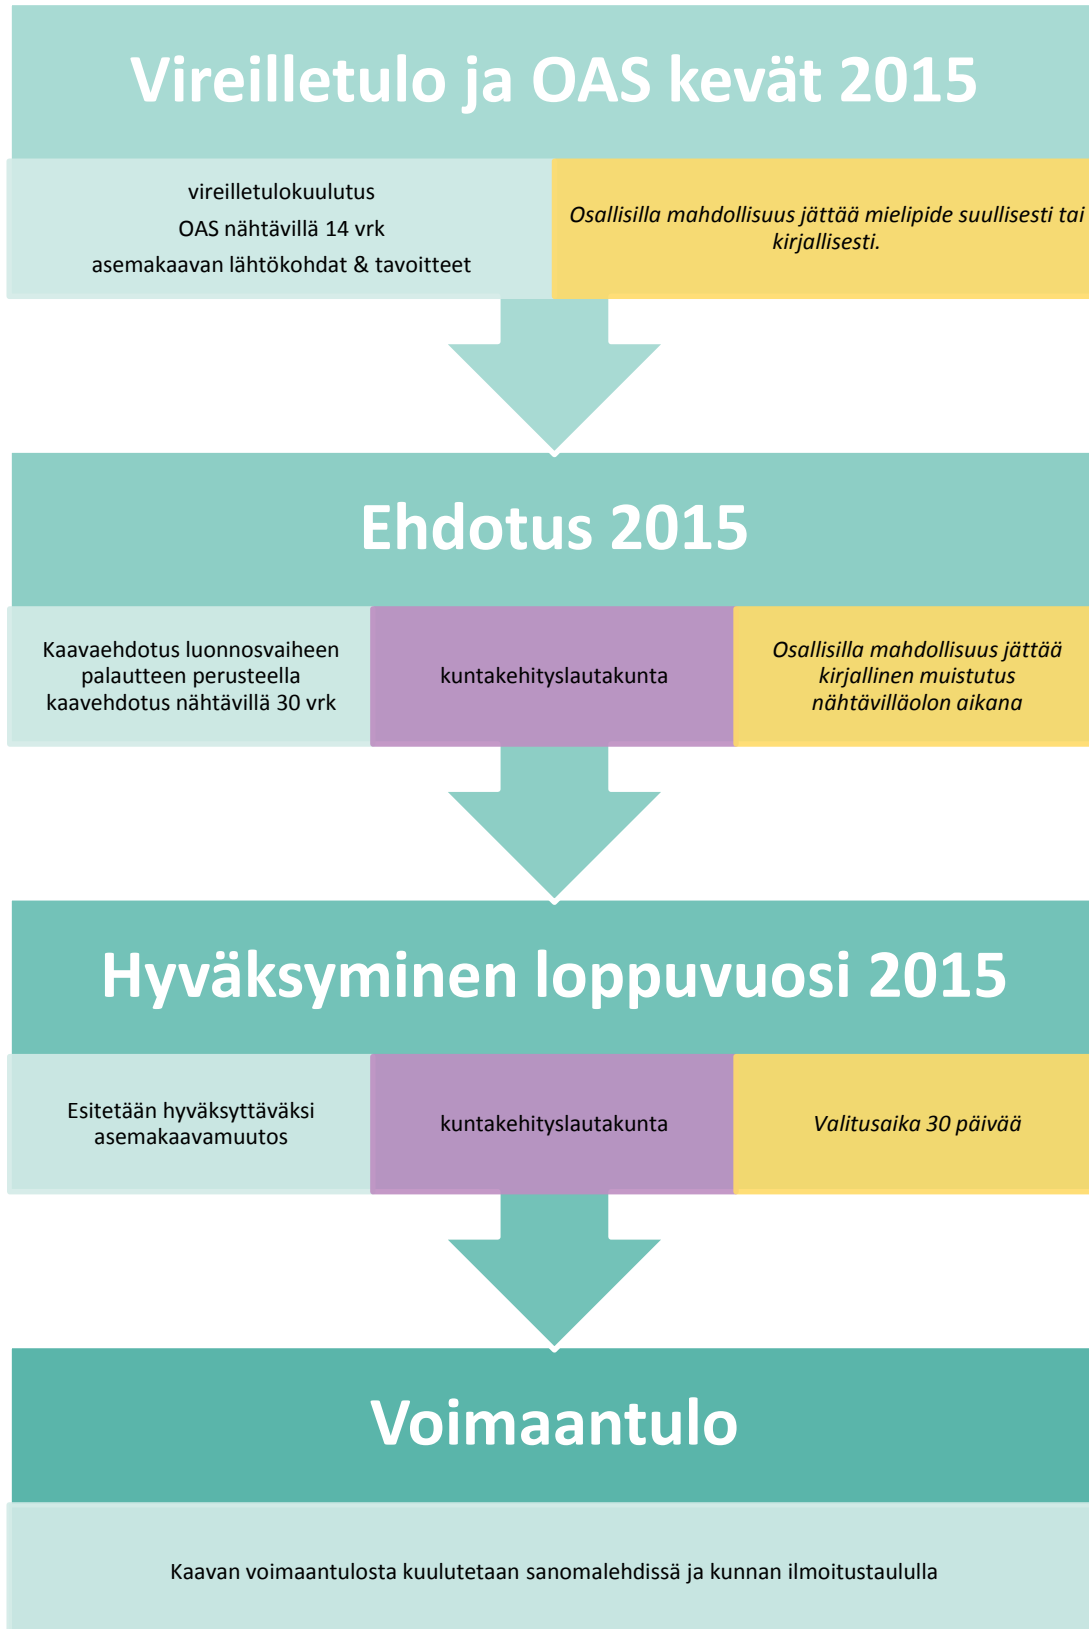 Vireilletulo ja OAS kevät 2015
vireilletulokuulutus
OAS nähtävillä 14 vrk
asemakaavan lähtökohdat & tavoitteet
Osallisilla mahdollisuus jättää mielipide suullisesti tai
kirjallisesti.
Ehdotus 2015
Kaavaehdotus luonnosvaiheen
palautteen perusteella
kaavehdotus nähtävillä 30 vrk
kuntakehityslautakunta
Osallisilla mahdollisuus jättää
kirjallinen muistutus
nähtävilläolon aikana
Hyväksyminen loppuvuosi 2015
Esitetään hyväksyttäväksi
asemakaavamuutos
kuntakehityslautakunta
Valitusaika 30 päivää
Voimaantulo
Kaavan voimaantulosta kuulutetaan sanomalehdissä ja kunnan ilmoitustaululla